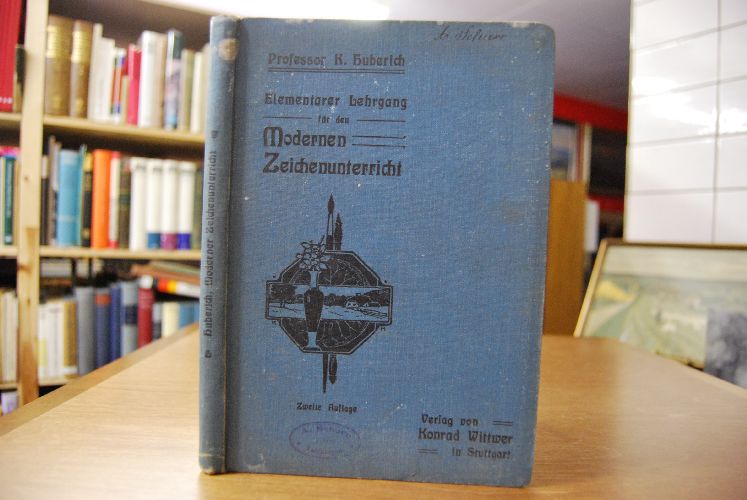 Professor K. Huberich
Elementarer Lehrgang
für den
Modernen
Zeichenunterricht
Zweite Auflage
Verlag von
Konrad Wittwer
in Stuttgart
Huberich, Moderner Zeichenunterricht